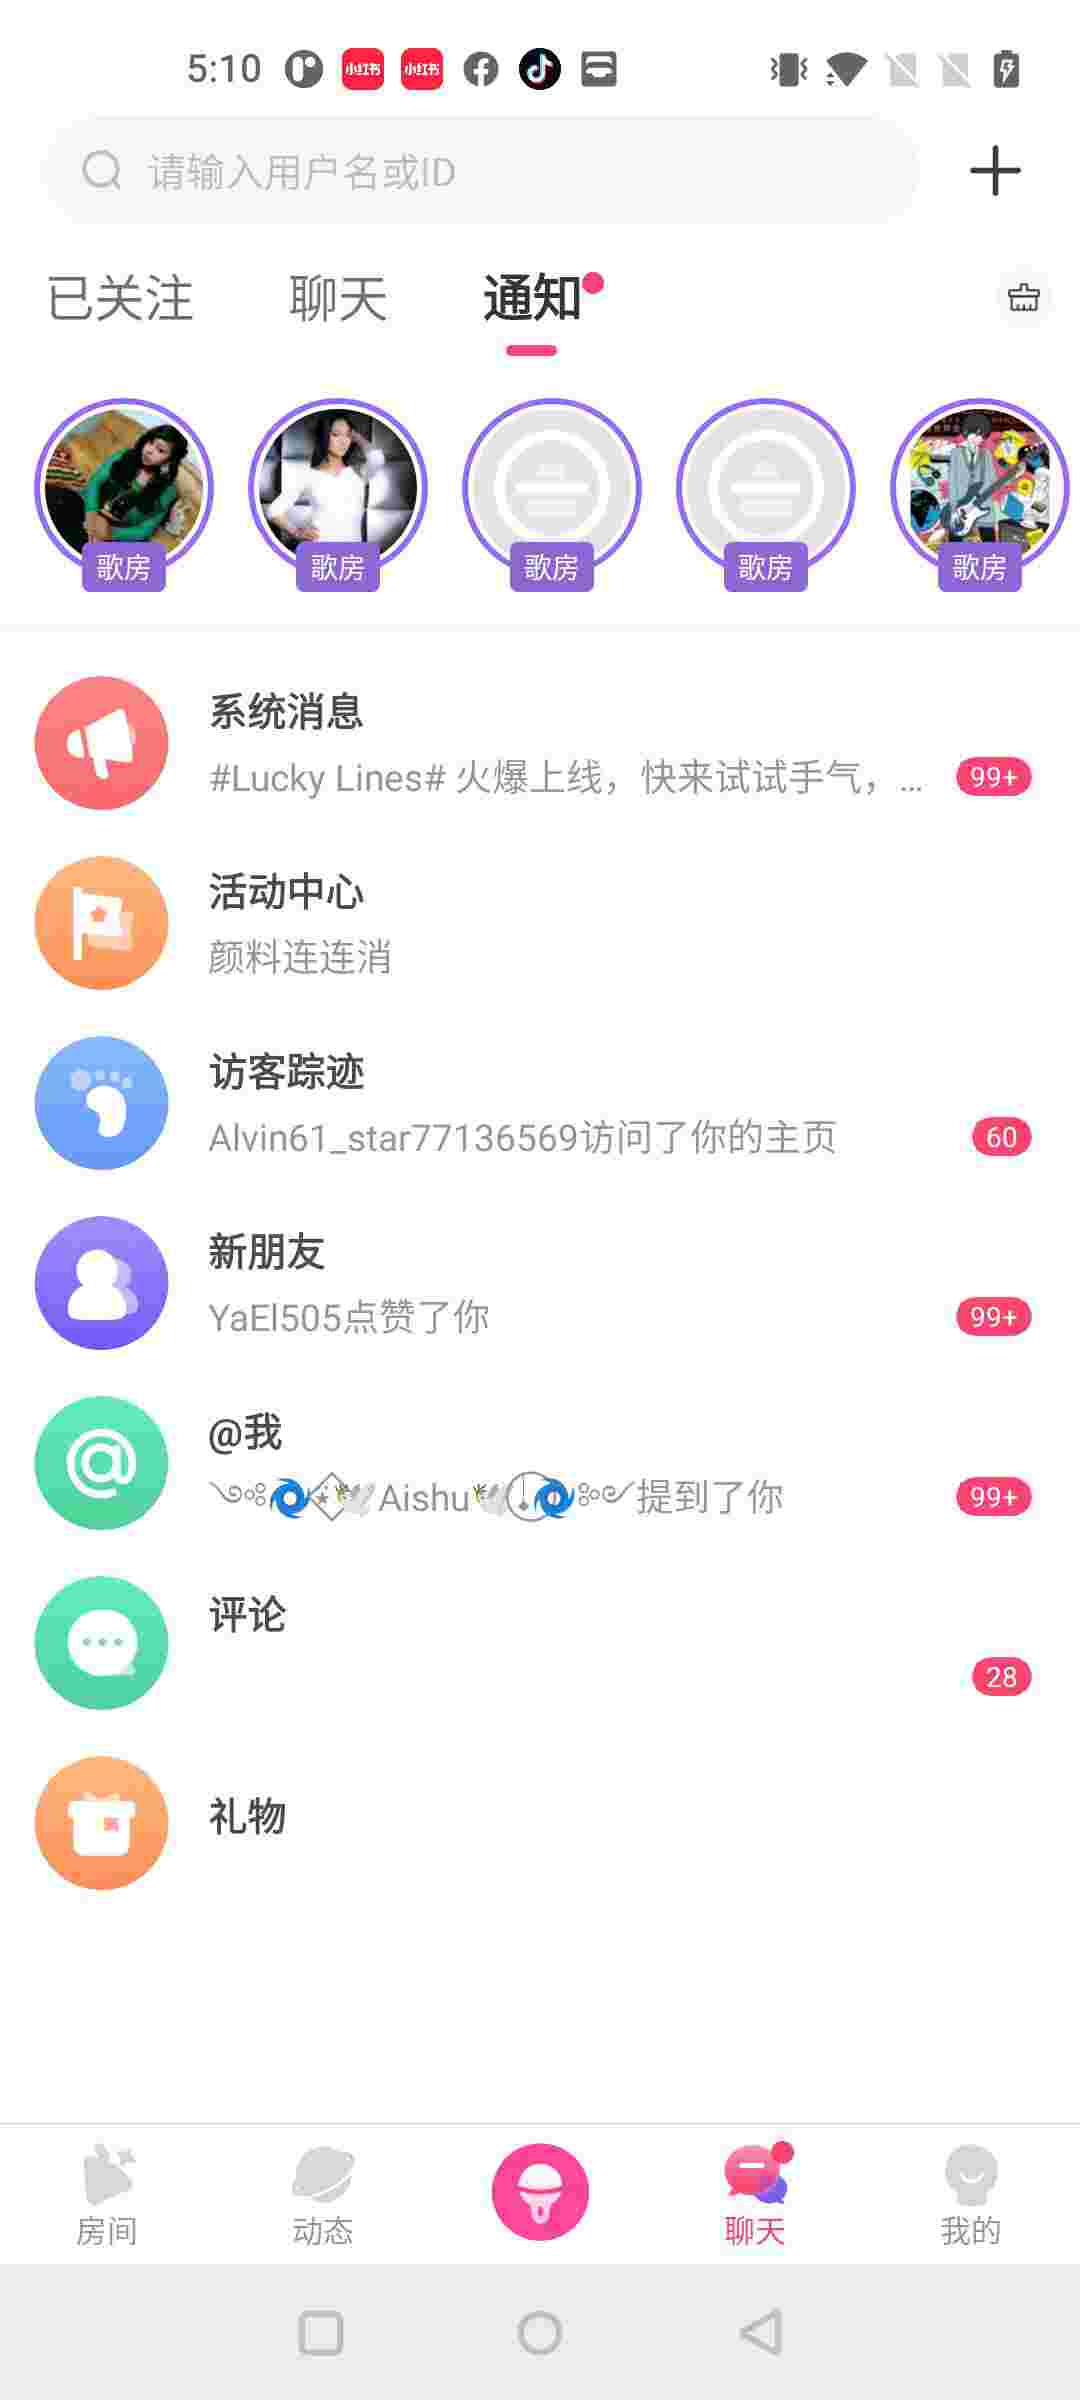 5:10
小红书
小红书
请输入用户名或ID
已关注
聊天
通知
歌房
歌房
歌房
歌房
歌房
系统消息
#Lucky Lines# 火爆上线，快来试试手气，...
99+
活动中心
颜料连连消
访客踪迹
Alvin61_star77136569访问了你的主页
60
新朋友
YaEl505点赞了你
99+
@我
Aishu提到了你
99+
评论
28
礼物
房间
动态
聊天
我的